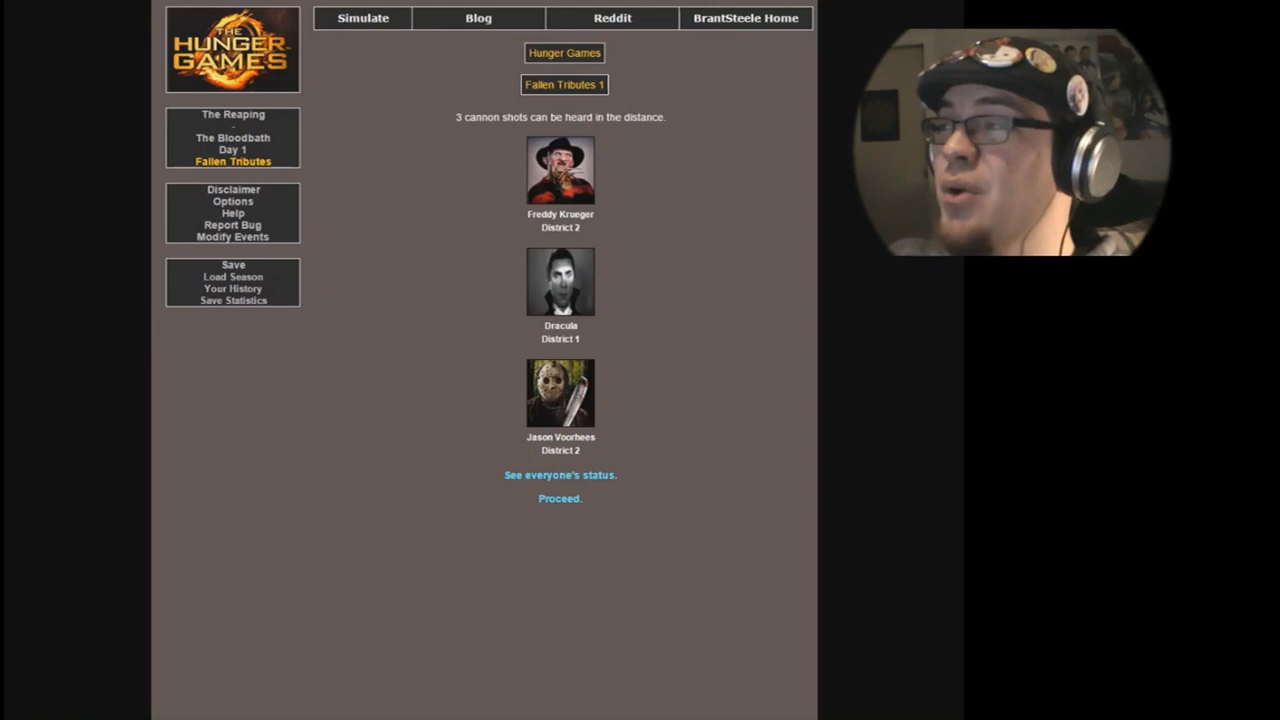 THE
HUNGER
GAMES
Simulate
Blog
Reddit
BrantSteele Home
The Reaping
-
The Bloodbath
Day 1
Fallen Tributes
Disclaimer
Options
Help
Report Bug
Modify Events
Save
Load Season
Your History
Save Statistics
Hunger Games
Fallen Tributes 1
3 cannon shots can be heard in the distance.
Freddy Krueger
District 2
Dracula
District 1
Jason Voorhees
District 2
See everyone's status.
Proceed.